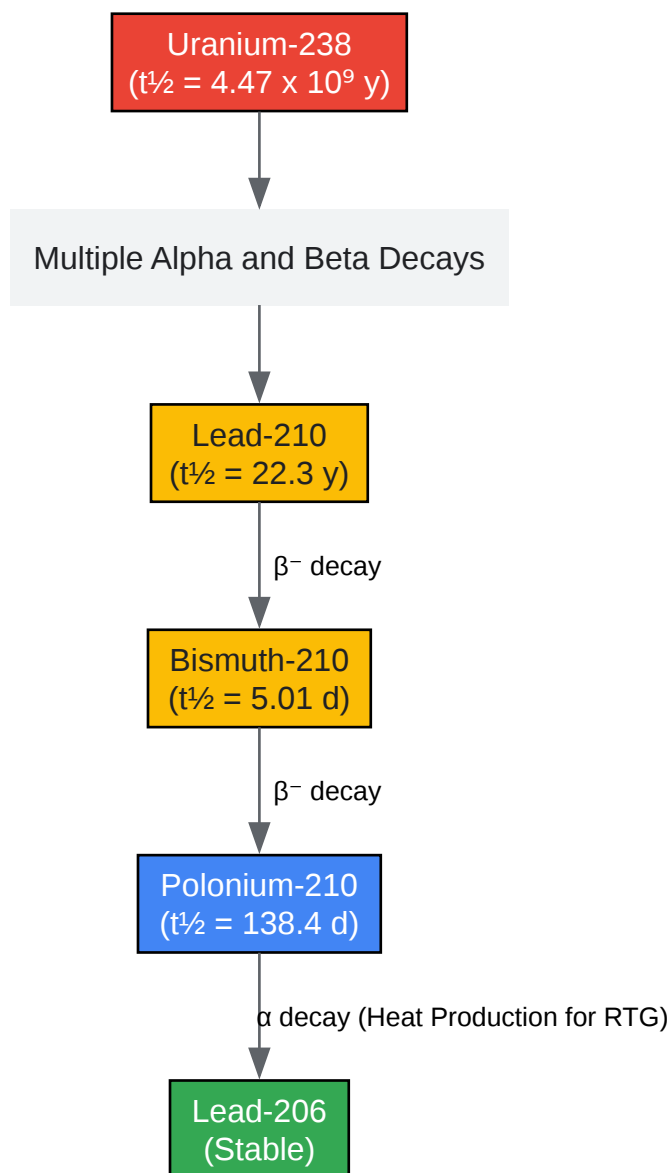 Uranium-238
(t½ = 4.47 x 10⁹ y)
Multiple Alpha and Beta Decays
Lead-210
(t½ = 22.3 y)
β⁻ decay
Bismuth-210
(t½ = 5.01 d)
β⁻ decay
Polonium-210
(t½ = 138.4 d)
α decay (Heat Production for RTG)
Lead-206
(Stable)